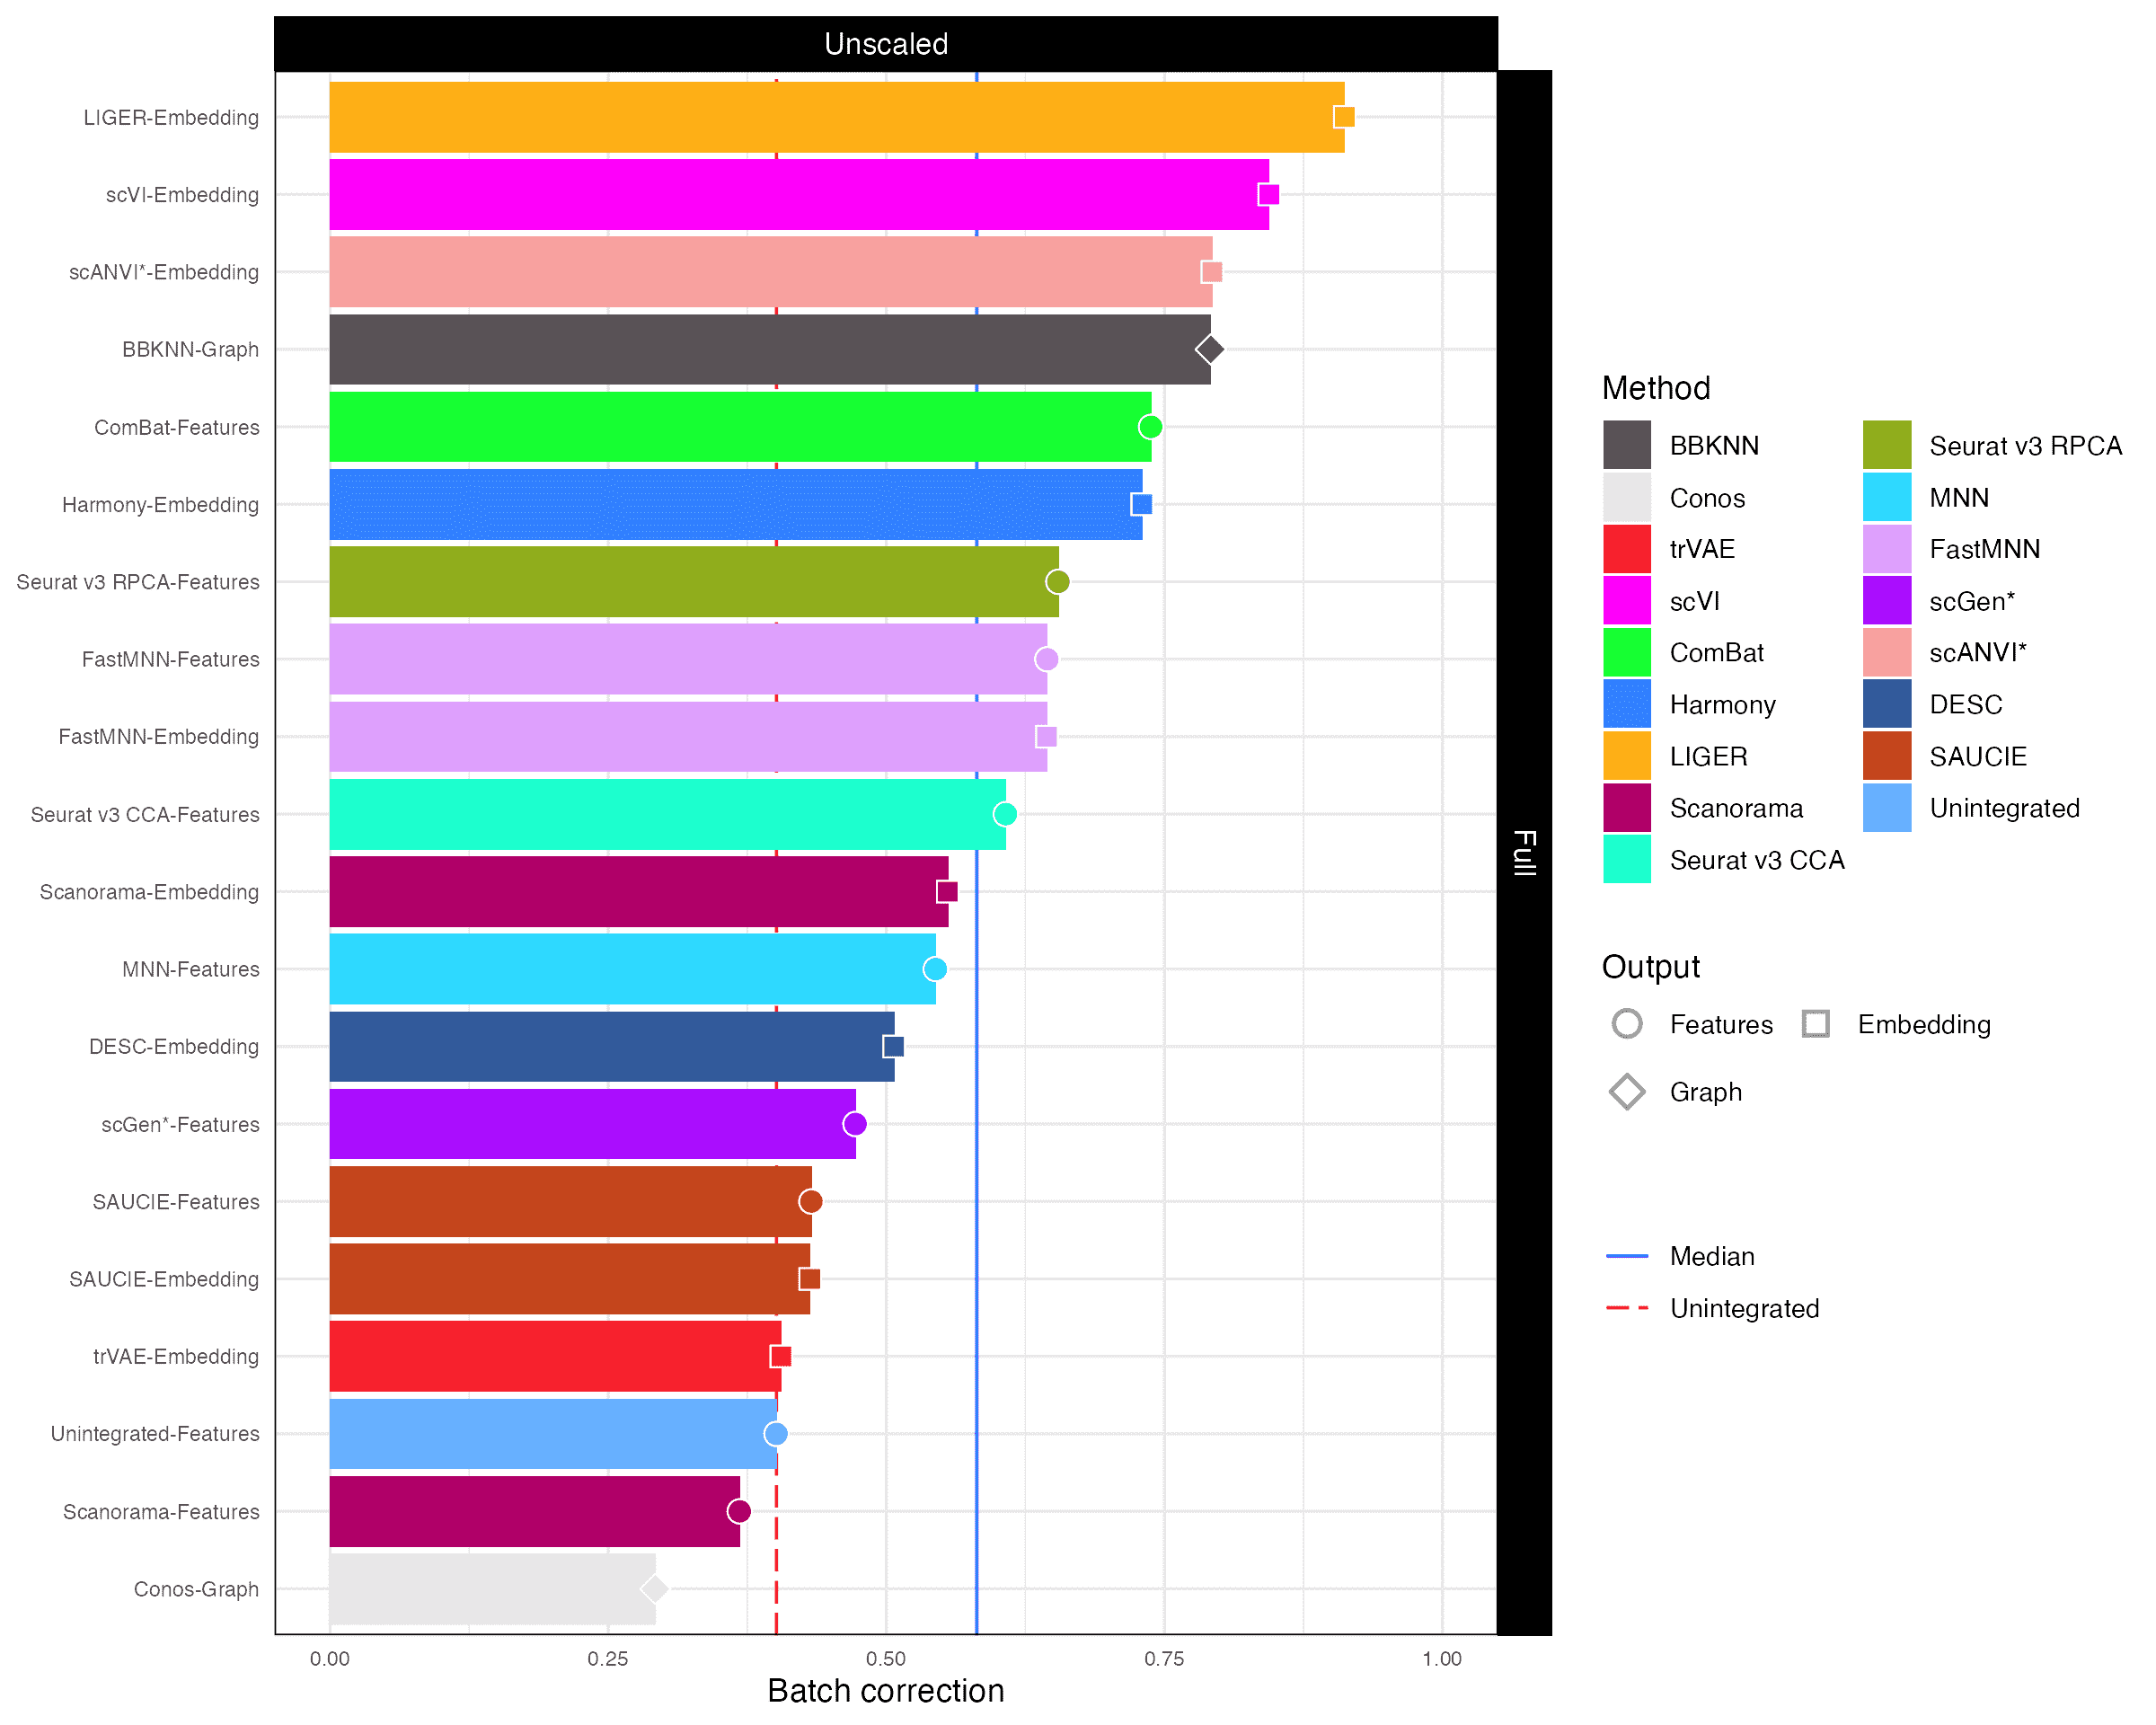 Unscaled
LIGER-Embedding
scVI-Embedding
scANVI*-Embedding
BBKNN-Graph
ComBat-Features
Harmony-Embedding
Seurat v3 RPCA-Features
FastMNN-Features
FastMNN-Embedding
Seurat v3 CCA-Features
Scanorama-Embedding
MNN-Features
DESC-Embedding
scGen*-Features
SAUCIE-Features
SAUCIE-Embedding
trVAE-Embedding
Unintegrated-Features
Scanorama-Features
Conos-Graph
0.00 0.25 0.50 0.75 1.00
Batch correction
Full
Method
BBKNN
Conos
trVAE
scVI
ComBat
Harmony
LIGER
Scanorama
Seurat v3 CCA
Seurat v3 RPCA
MNN
FastMNN
scGen*
scANVI*
DESC
SAUCIE
Unintegrated
Output
Features Embedding
Graph
Median
Unintegrated